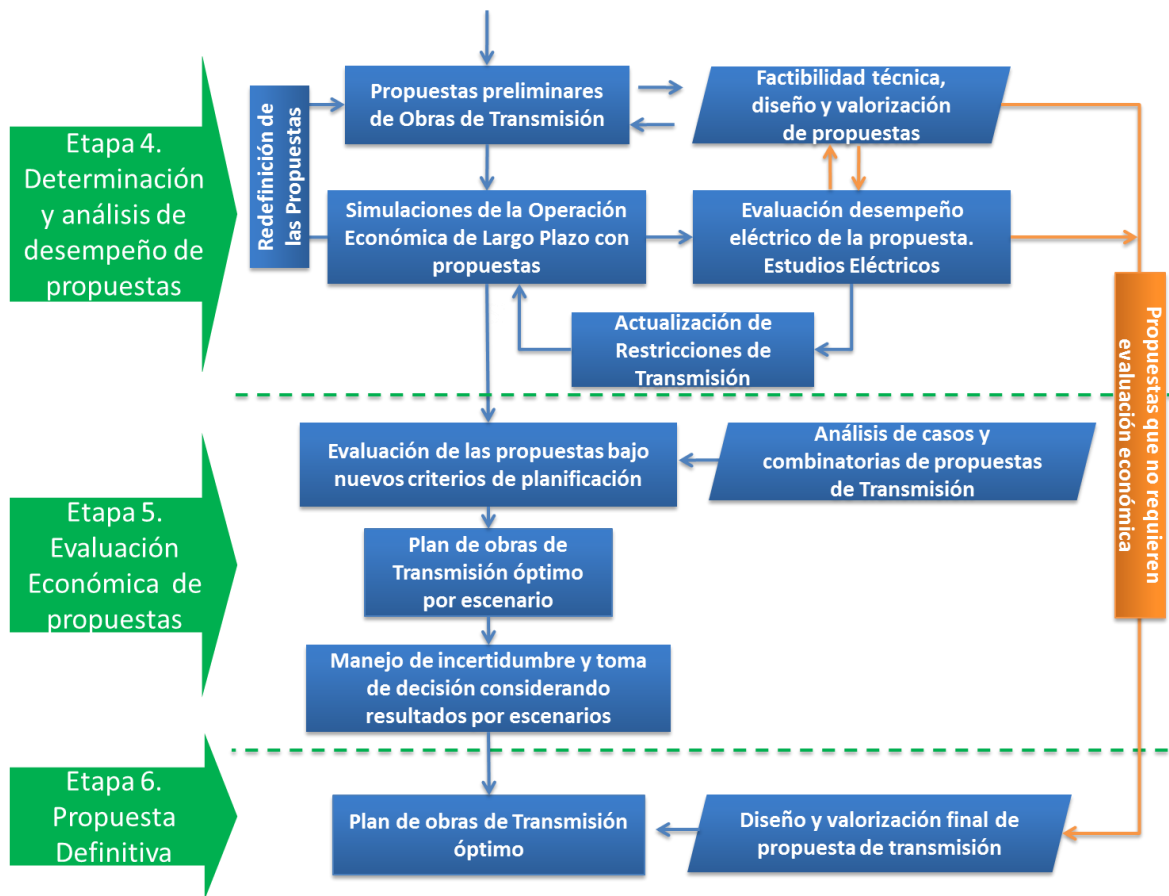 Etapa 4.
Determinación
y análisis de
desempeño de
propuestas
Redefinición de
las Propuestas
Propuestas preliminares
de Obras de Transmisión
Factibilidad técnica,
diseño y valorización
de propuestas
Simulaciones de la Operación
Económica de Largo Plazo con
propuestas
Evaluación desempeño
eléctrico de la propuesta.
Estudios Eléctricos
Actualización de
Restricciones de
Transmisión
Propuestas que no requieren
evaluación económica
Etapa 5.
Evaluación
Económica de
propuestas
Evaluación de las propuestas bajo
nuevos criterios de planificación
Análisis de casos y
combinatorias de propuestas
de Transmisión
Plan de obras de
Transmisión óptimo
por escenario
Manejo de incertidumbre y toma
de decisión considerando
resultados por escenarios
Etapa 6.
Propuesta
Definitiva
Plan de obras de Transmisión
óptimo
Diseño y valorización final de
propuesta de transmisión